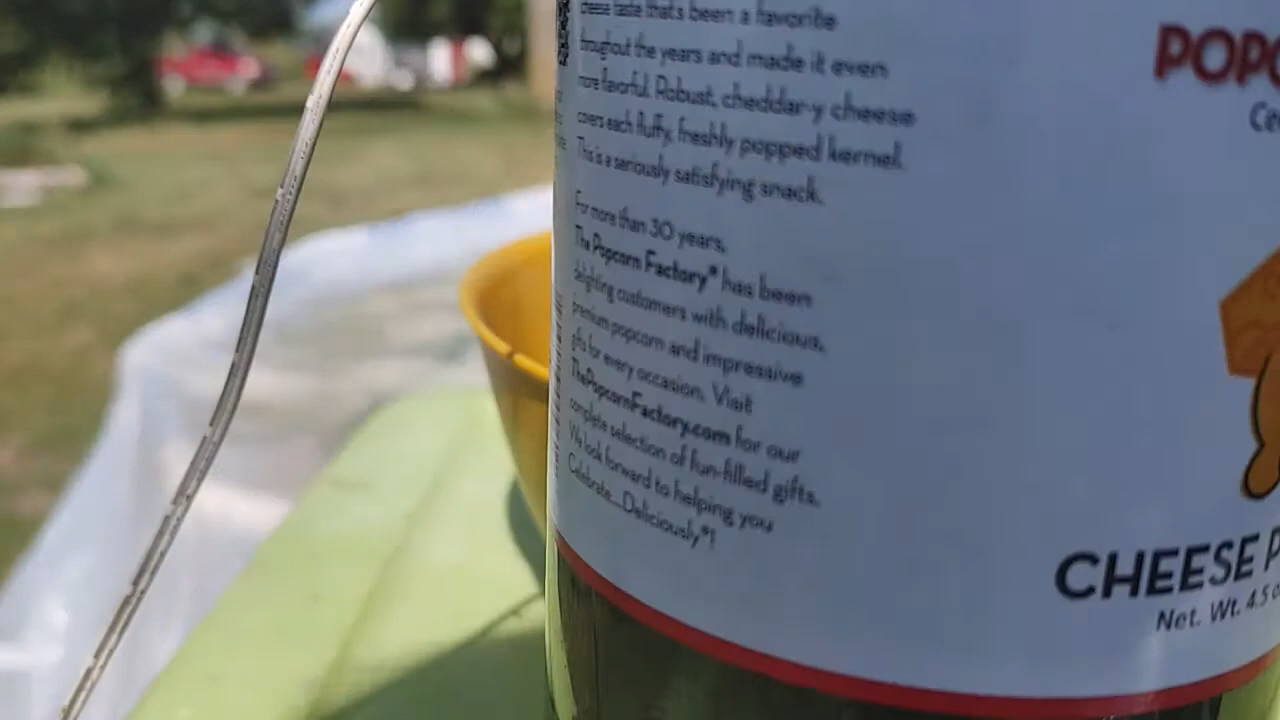 cheese taste that's been a favorite
throughout the years and made it even
more flavorful. Robust, cheddar-y cheese
covers each fluffy, freshly popped kernel.
This is a seriously satisfying snack.
For more than 30 years,
The Popcorn Factory® has been
delighting customers with delicious,
premium popcorn and impressive
gifts for every occasion. Visit
ThePopcornFactory.com for our
complete selection of fun-filled gifts.
We look forward to helping you
Celebrate...Deliciously®!
POPC
CHEESE P
Net. Wt. 4.5 o